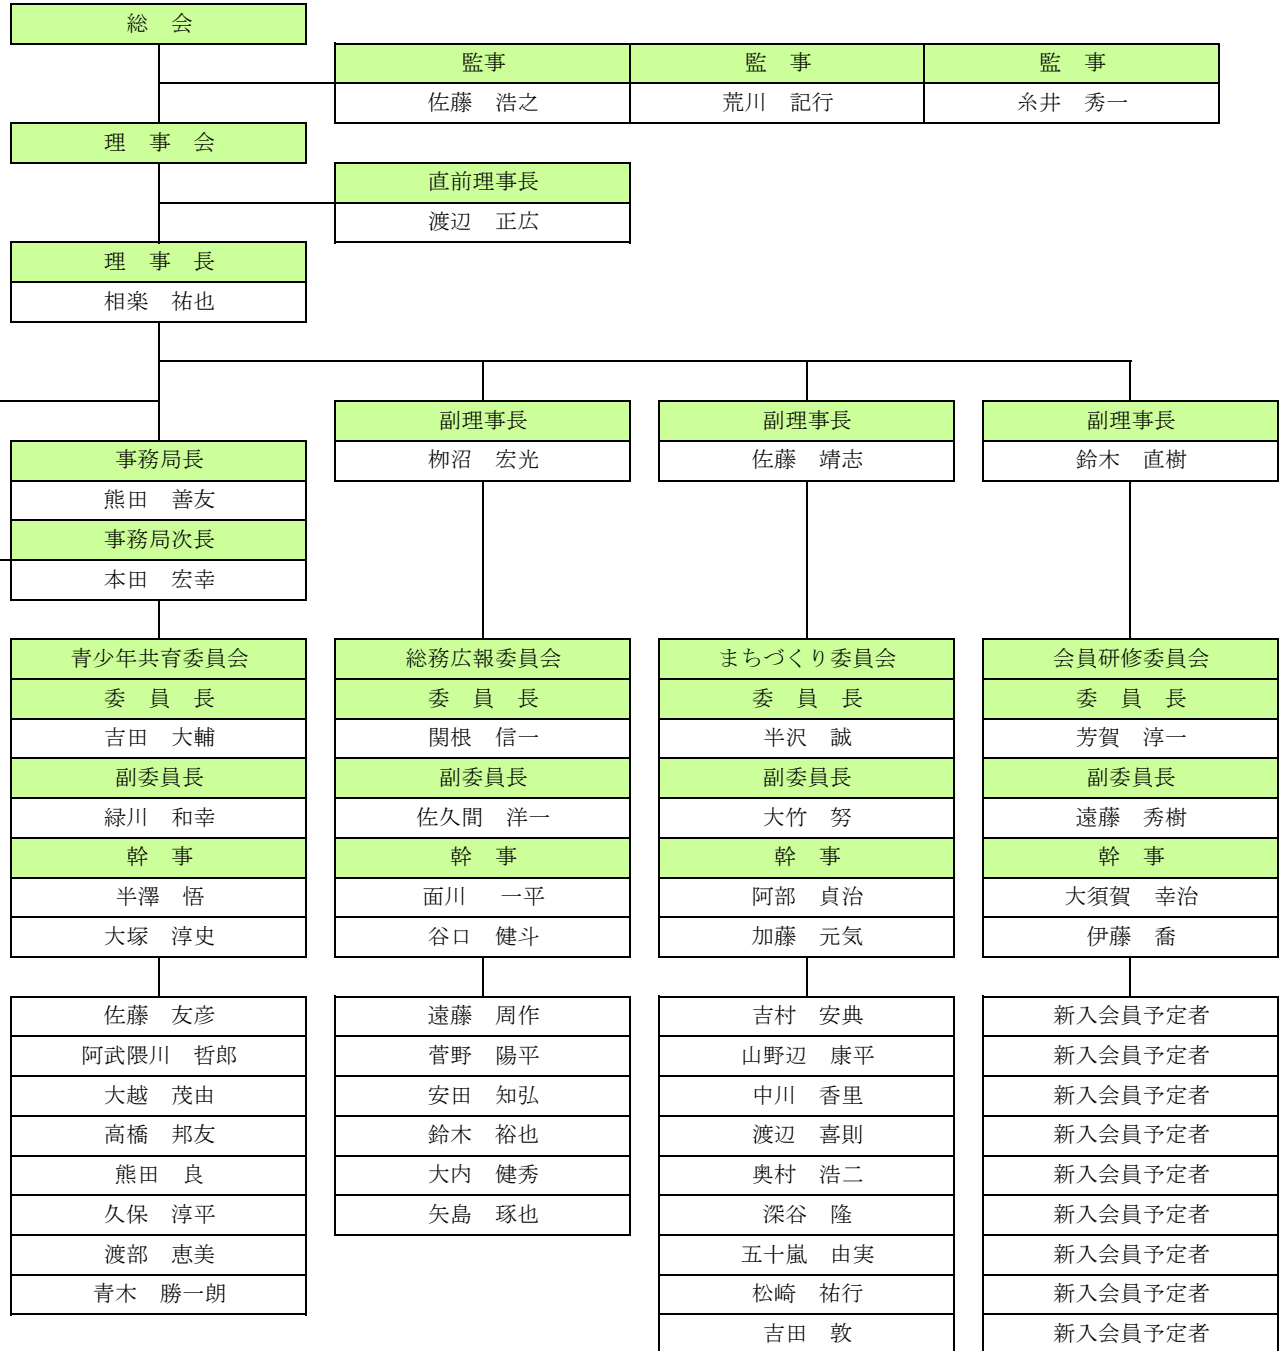 総　会
監事　監　事　監　事
佐藤　浩之　荒川　記行　糸井　秀一
理　事　会
直前理事長
渡辺　正広
理　事　長
相楽　祐也
副理事長　副理事長　副理事長
栁沼　宏光　佐藤　靖志　鈴木　直樹
事務局長
熊田　善友
事務局次長
本田　宏幸
青少年共育委員会　総務広報委員会　まちづくり委員会　会員研修委員会
委　員　長　委　員　長　委　員　長　委　員　長
吉田　大輔　関根　信一　半沢　誠　芳賀　淳一
副委員長　副委員長　副委員長　副委員長
緑川　和幸　佐久間　洋一　大竹　努　遠藤　秀樹
幹　事　幹　事　幹　事　幹　事
半澤　悟　面川　一平　阿部　貞治　大須賀　幸治
大塚　淳史　谷口　健斗　加藤　元気　伊藤　喬
佐藤　友彦　遠藤　周作　吉村　安典　新入会員予定者
阿武隈川　哲郎　菅野　陽平　山野辺　康平　新入会員予定者
大越　茂由　安田　知弘　中川　香里　新入会員予定者
高橋　邦友　鈴木　裕也　渡辺　喜則　新入会員予定者
熊田　良　大内　健秀　奥村　浩二　新入会員予定者
久保　淳平　矢島　琢也　深谷　隆　新入会員予定者
渡部　恵美　五十嵐　由実　新入会員予定者
青木　勝一朗　松崎　祐行　新入会員予定者
吉田　敦　新入会員予定者